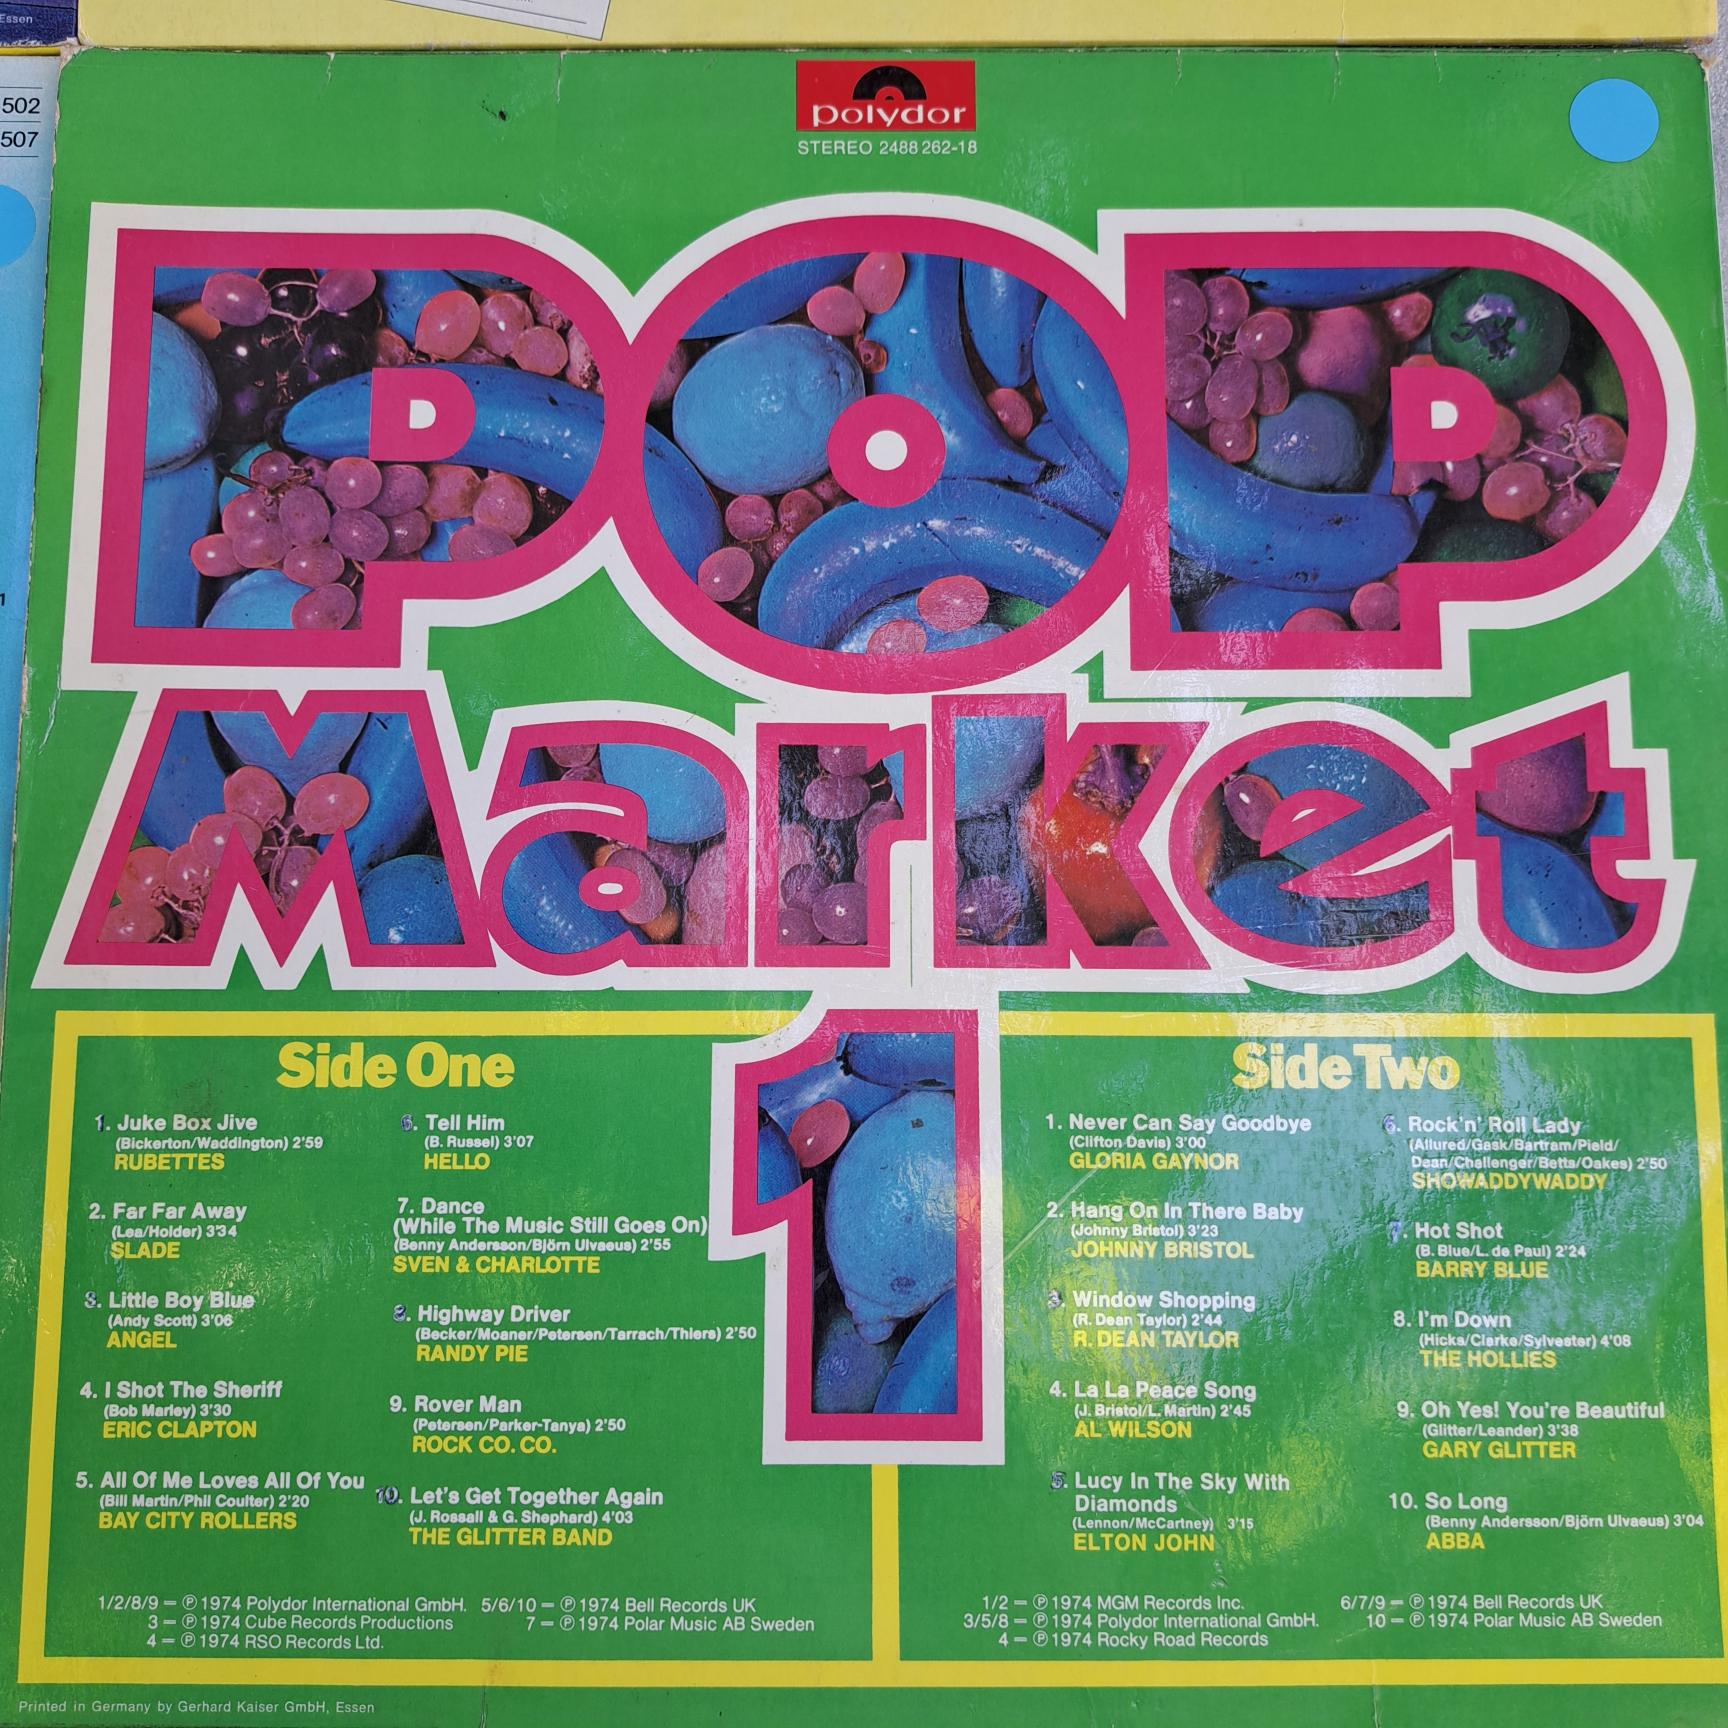 Essen
502
507
1
polydor
STEREO 2488 262-18
POP
Market
1
Side One
1. Juke Box Jive
(Bickerton/Waddington) 2'59
RUBETTES
2. Far Far Away
(Lea/Holder) 3'34
SLADE
3. Little Boy Blue
(Andy Scott) 3'06
ANGEL
4. I Shot The Sheriff
(Bob Marley) 3'30
ERIC CLAPTON
5. All Of Me Loves All Of You
(Bill Martin/Phil Coulter) 2'20
BAY CITY ROLLERS
6. Tell Him
(B. Russel) 3'07
HELLO
7. Dance
(While The Music Still Goes On)
(Benny Andersson/Björn Ulvaeus) 2'55
SVEN & CHARLOTTE
8. Highway Driver
(Becker/Moaner/Petersen/Tarrach/Thiers) 2'50
RANDY PIE
9. Rover Man
(Petersen/Parker-Tanya) 2'50
ROCK CO. CO.
10. Let's Get Together Again
(J. Rossall & G. Shephard) 4'03
THE GLITTER BAND
1/2/8/9 = ℗ 1974 Polydor International GmbH.
3 = ℗ 1974 Cube Records Productions
4 = ℗ 1974 RSO Records Ltd.
5/6/10 = ℗ 1974 Bell Records UK
7 = ℗ 1974 Polar Music AB Sweden
Side Two
1. Never Can Say Goodbye
(Clifton Davis) 3'00
GLORIA GAYNOR
2. Hang On In There Baby
(Johnny Bristol) 3'23
JOHNNY BRISTOL
3. Window Shopping
(R. Dean Taylor) 2'44
R. DEAN TAYLOR
4. La La Peace Song
(J. Bristol/L. Martin) 2'45
AL WILSON
5. Lucy In The Sky With
Diamonds
(Lennon/McCartney) 3'15
ELTON JOHN
6. Rock'n' Roll Lady
(Allured/Gask/Bartram/Field/
Dean/Challenger/Betts/Oakes) 2'50
SHOWADDYWADDY
7. Hot Shot
(B. Blue/L. de Paul) 2'24
BARRY BLUE
8. I'm Down
(Hicks/Clarke/Sylvester) 4'08
THE HOLLIES
9. Oh Yes! You're Beautiful
(Glitter/Leander) 3'38
GARY GLITTER
10. So Long
(Benny Andersson/Björn Ulvaeus) 3'04
ABBA
1/2 = ℗ 1974 MGM Records Inc.
3/5/8 = ℗ 1974 Polydor International GmbH.
4 = ℗ 1974 Rocky Road Records
6/7/9 = ℗ 1974 Bell Records UK
10 = ℗ 1974 Polar Music AB Sweden
Printed in Germany by Gerhard Kaiser GmbH, Essen